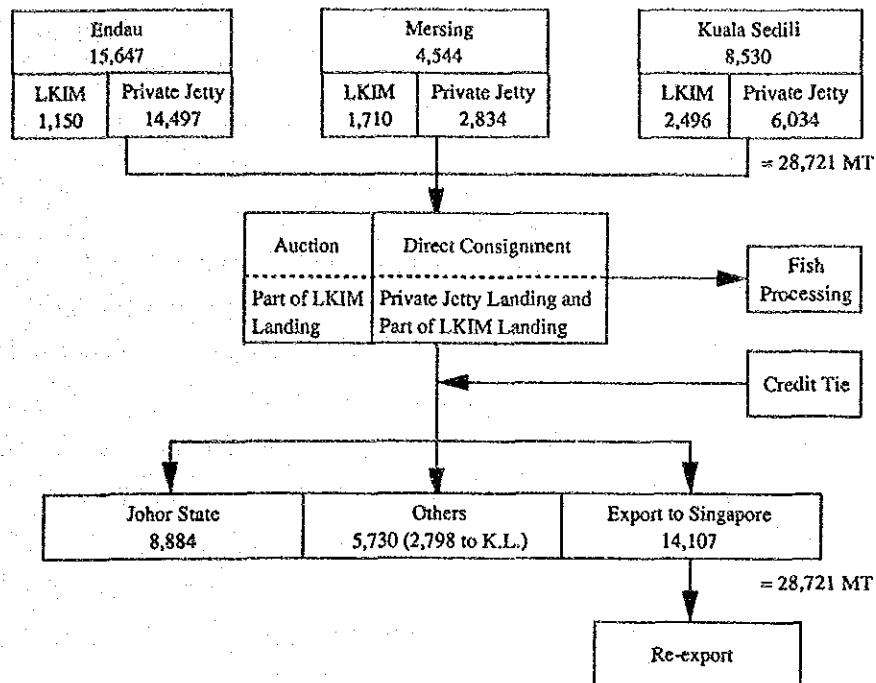 Endau
15,647
LKIM
1,150
Private Jetty
14,497
Mersing
4,544
LKIM
1,710
Private Jetty
2,834
Kuala Sedili
8,530
LKIM
2,496
Private Jetty
6,034
= 28,721 MT
Auction
Direct Consignment
Part of LKIM
Landing
Private Jetty Landing and
Part of LKIM Landing
Fish
Processing
Credit Tie
Johor State
8,884
Others
5,730 (2,798 to K.L.)
Export to Singapore
14,107
= 28,721 MT
Re-export